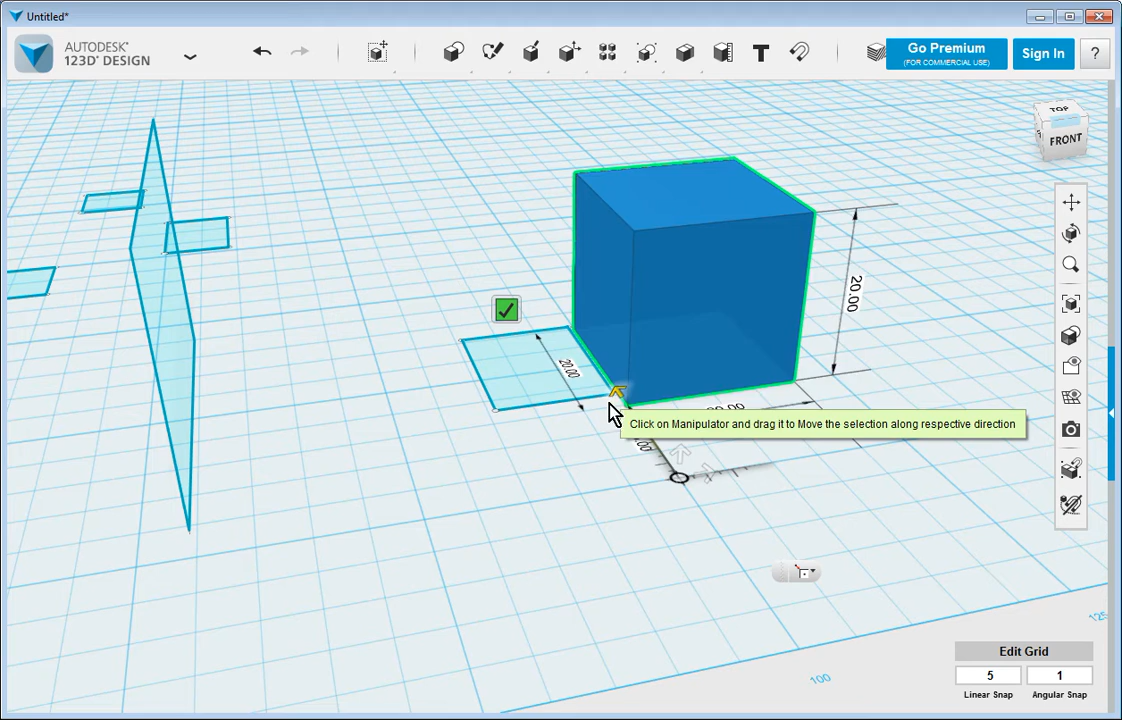 Untitled*
AUTODESK®
123D® DESIGN
T
Go Premium
(FOR COMMERCIAL USE)
Sign In
?
TOP
FRONT
20.00
20.00
Click on Manipulator and drag it to Move the selection along respective direction
100
125
Edit Grid
5
1
Linear Snap
Angular Snap